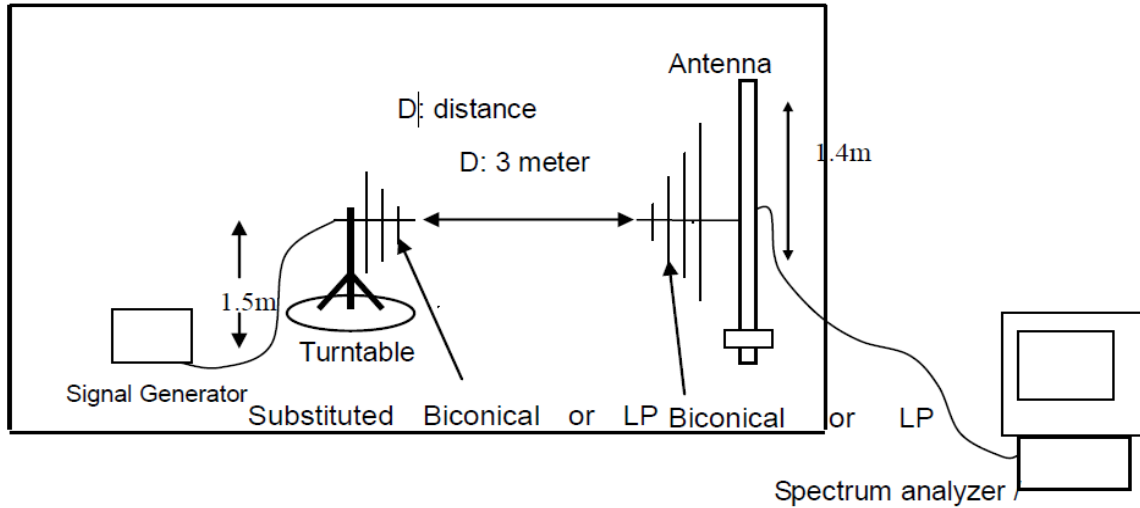 Antenna
D: distance
D: 3 meter
1.4m
1.5m
Turntable
Signal Generator
Substituted Biconical or LP Biconical or LP
Spectrum analyzer /